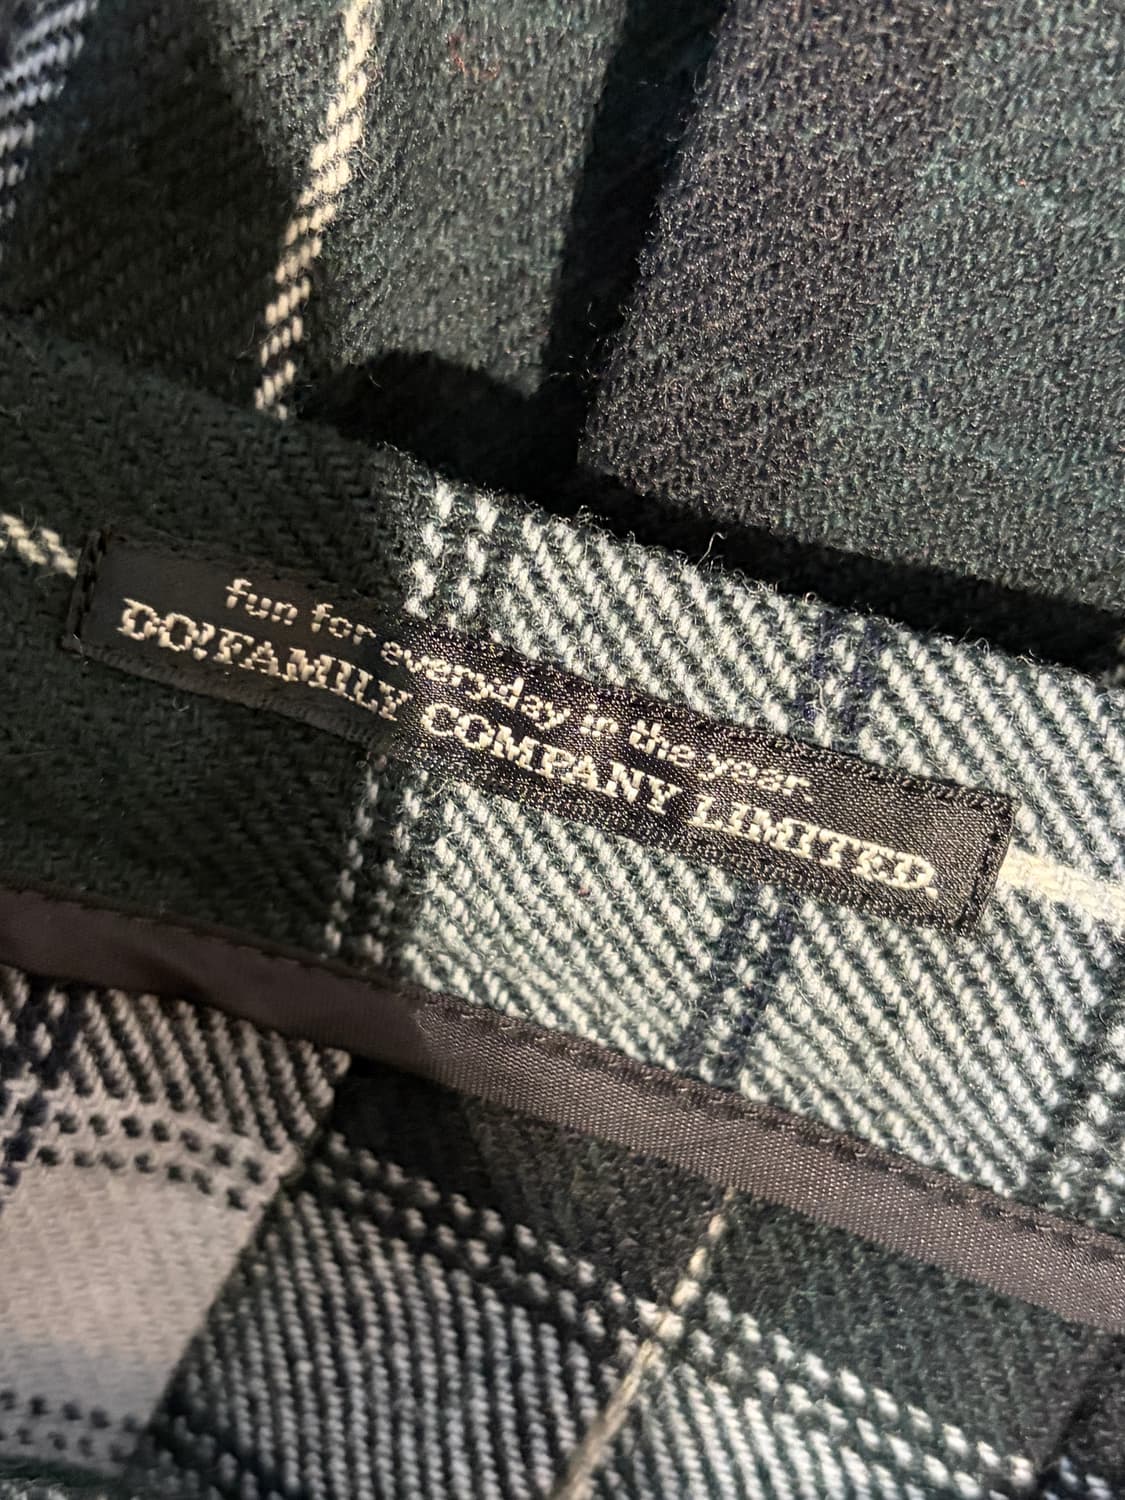 fun for everyday in the year.
DO!FAMILY COMPANY LIMITED.